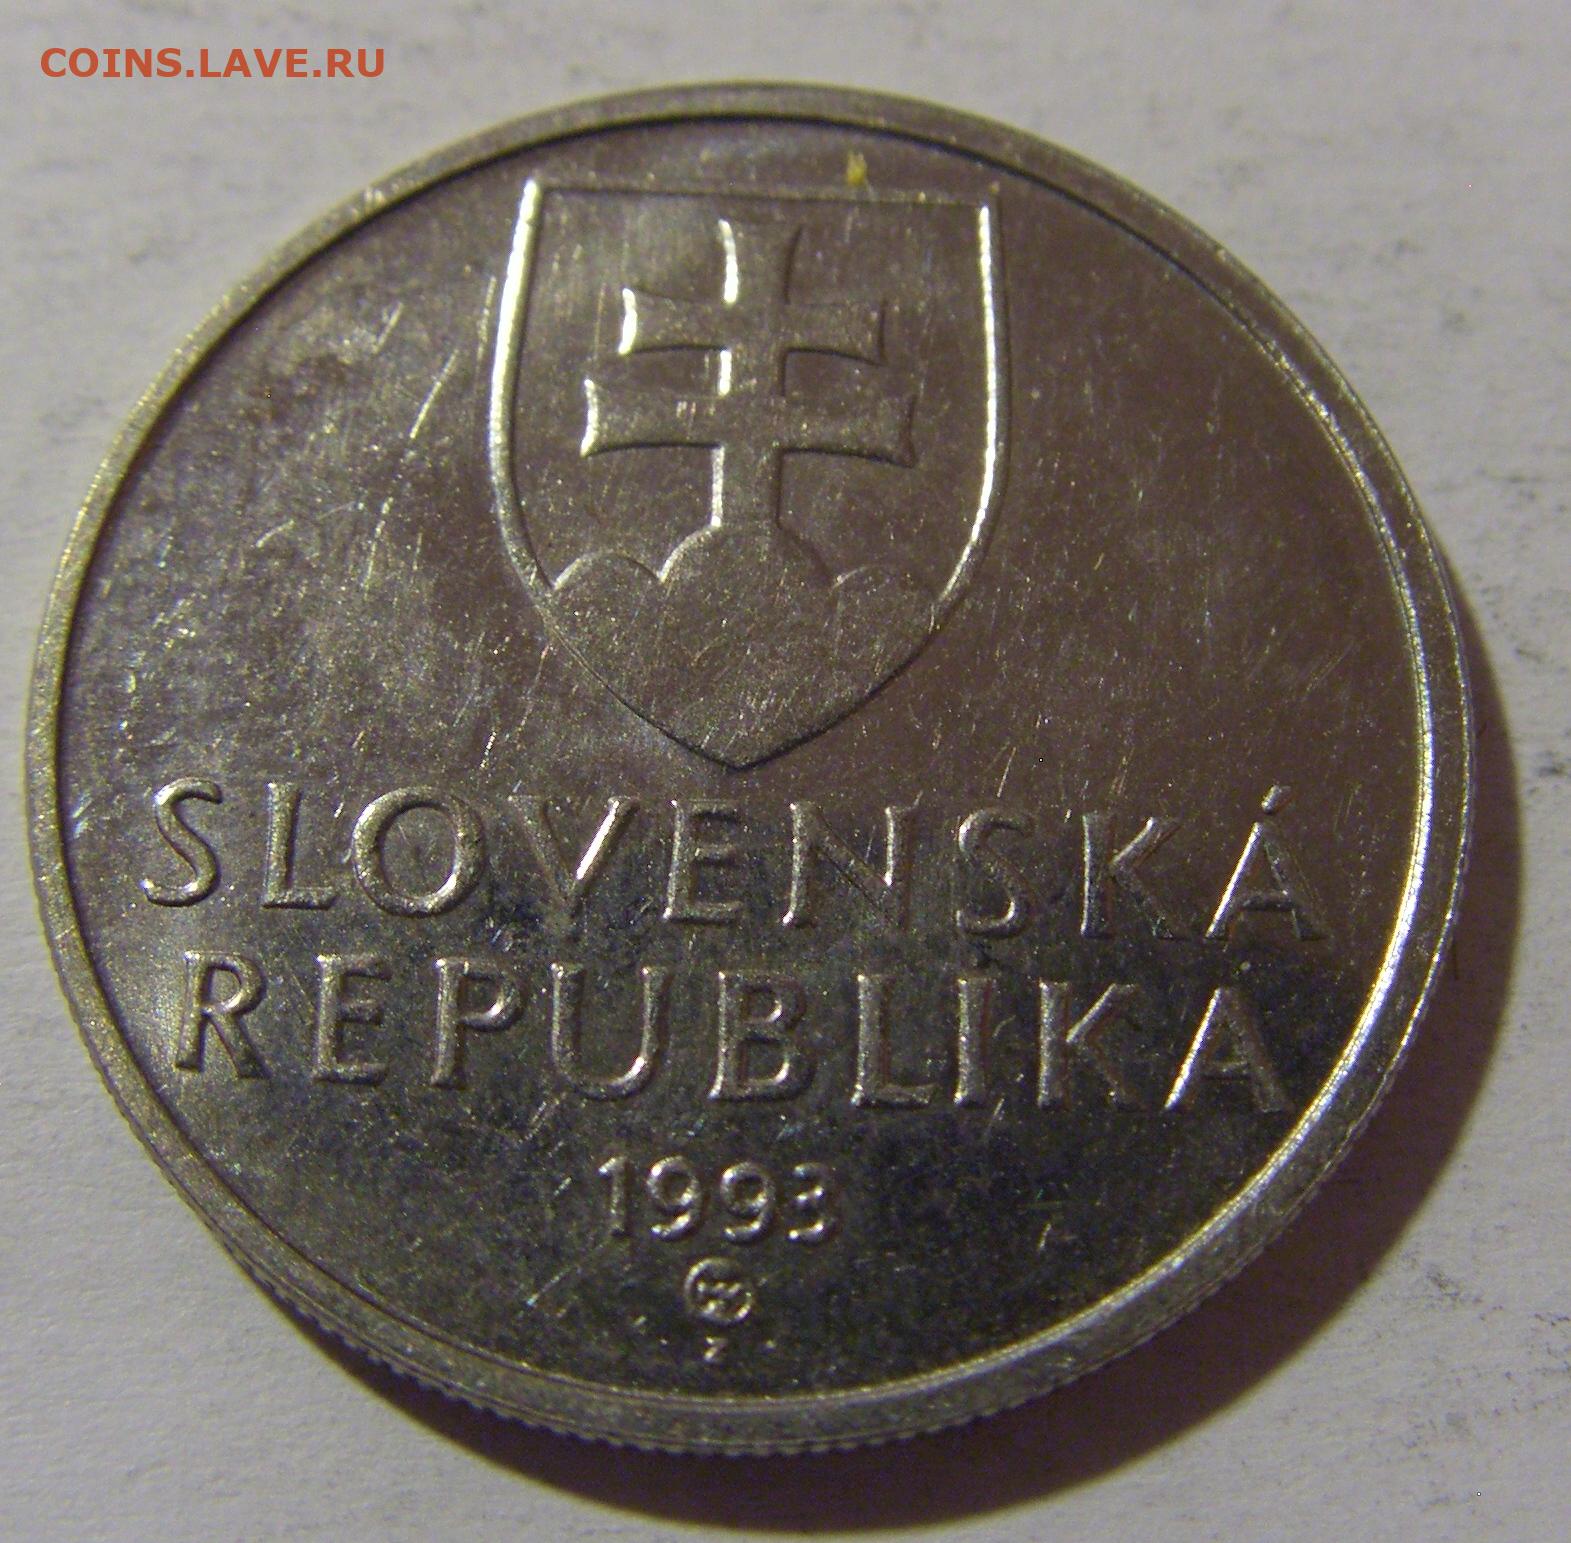 COINS.LAVE.RU
SLOVENSKÁ
REPUBLIKA
1993